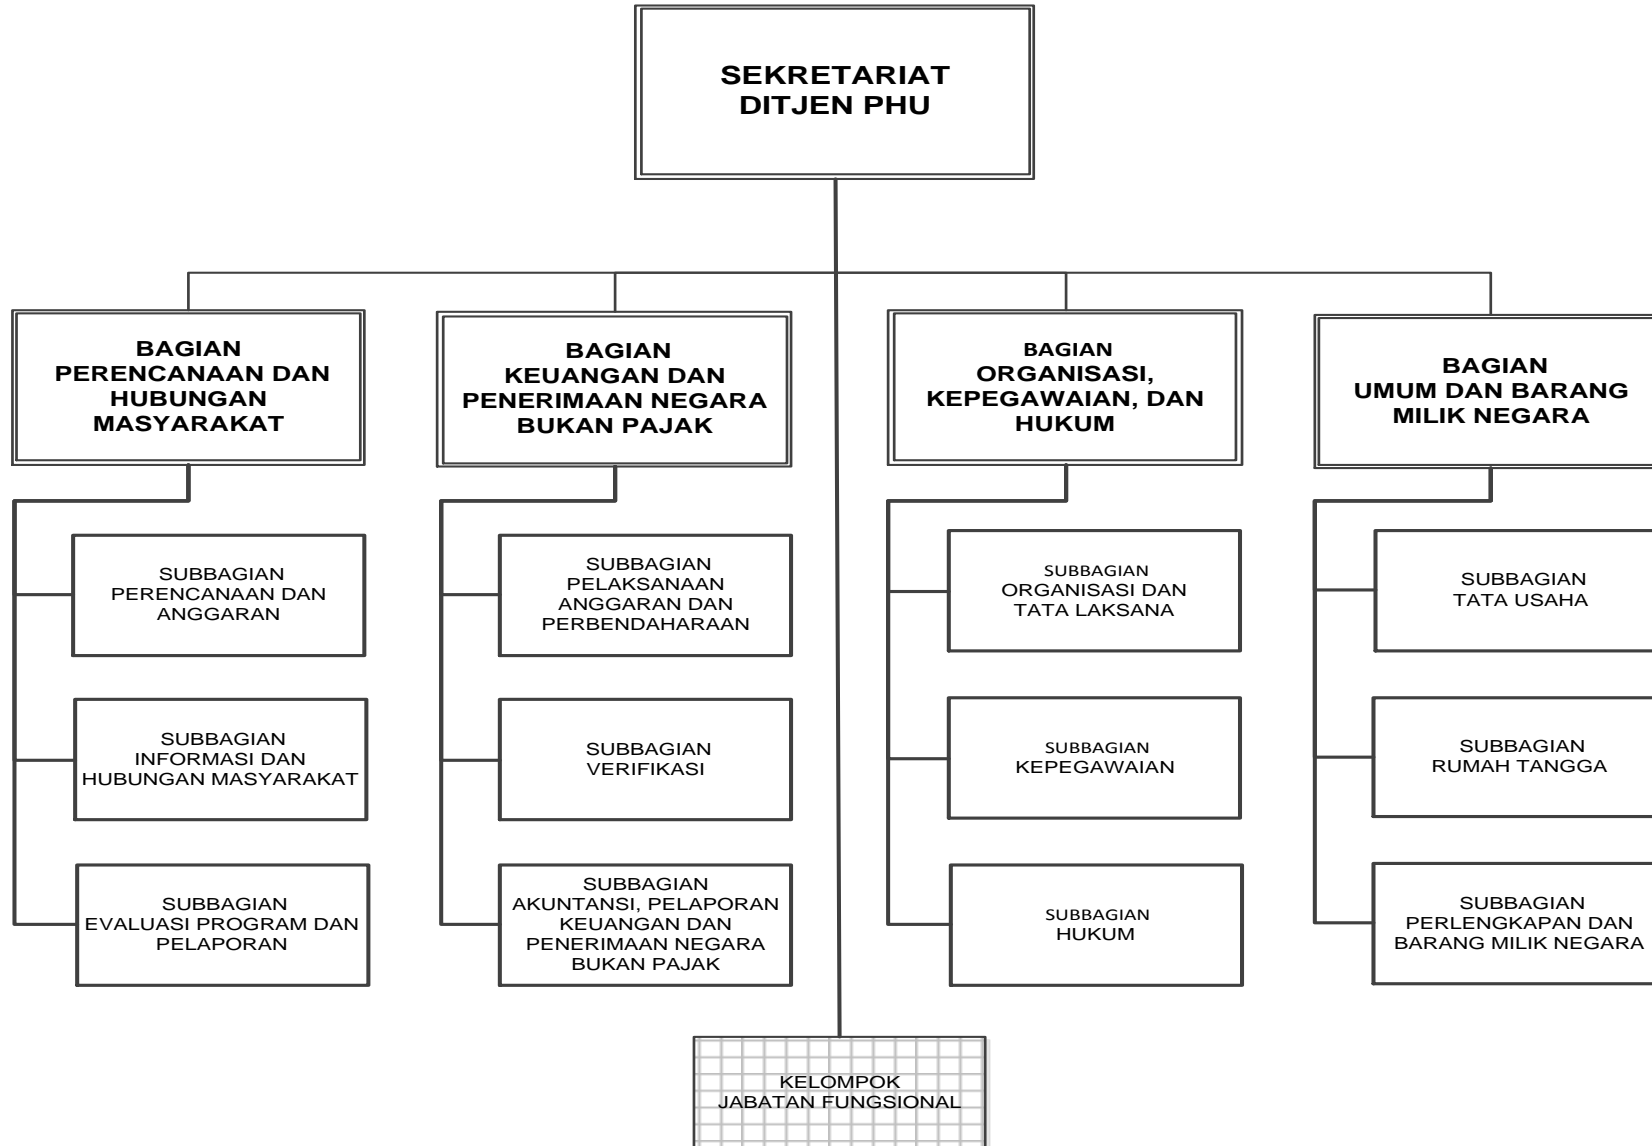 SEKRETARIAT
DITJEN PHU
BAGIAN
PERENCANAAN DAN
HUBUNGAN
MASYARAKAT
BAGIAN
KEUANGAN DAN
PENERIMAAN NEGARA
BUKAN PAJAK
BAGIAN
ORGANISASI,
KEPEGAWAIAN, DAN
HUKUM
BAGIAN
UMUM DAN BARANG
MILIK NEGARA
SUBBAGIAN
PERENCANAAN DAN
ANGGARAN
SUBBAGIAN
PELAKSANAAN
ANGGARAN DAN
PERBENDAHARAAN
SUBBAGIAN
ORGANISASI DAN
TATA LAKSANA
SUBBAGIAN
TATA USAHA
SUBBAGIAN
INFORMASI DAN
HUBUNGAN MASYARAKAT
SUBBAGIAN
VERIFIKASI
SUBBAGIAN
KEPEGAWAIAN
SUBBAGIAN
RUMAH TANGGA
SUBBAGIAN
EVALUASI PROGRAM DAN
PELAPORAN
SUBBAGIAN
AKUNTANSI, PELAPORAN
KEUANGAN DAN
PENERIMAAN NEGARA
BUKAN PAJAK
SUBBAGIAN
HUKUM
SUBBAGIAN
PERLENGKAPAN DAN
BARANG MILIK NEGARA
KELOMPOK
JABATAN FUNGSIONAL